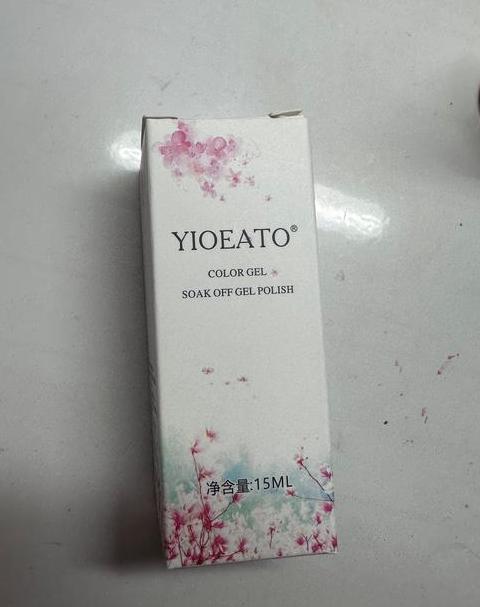 YIOEATO®
COLOR GEL
SOAK OFF GEL POLISH
净含量:15ML